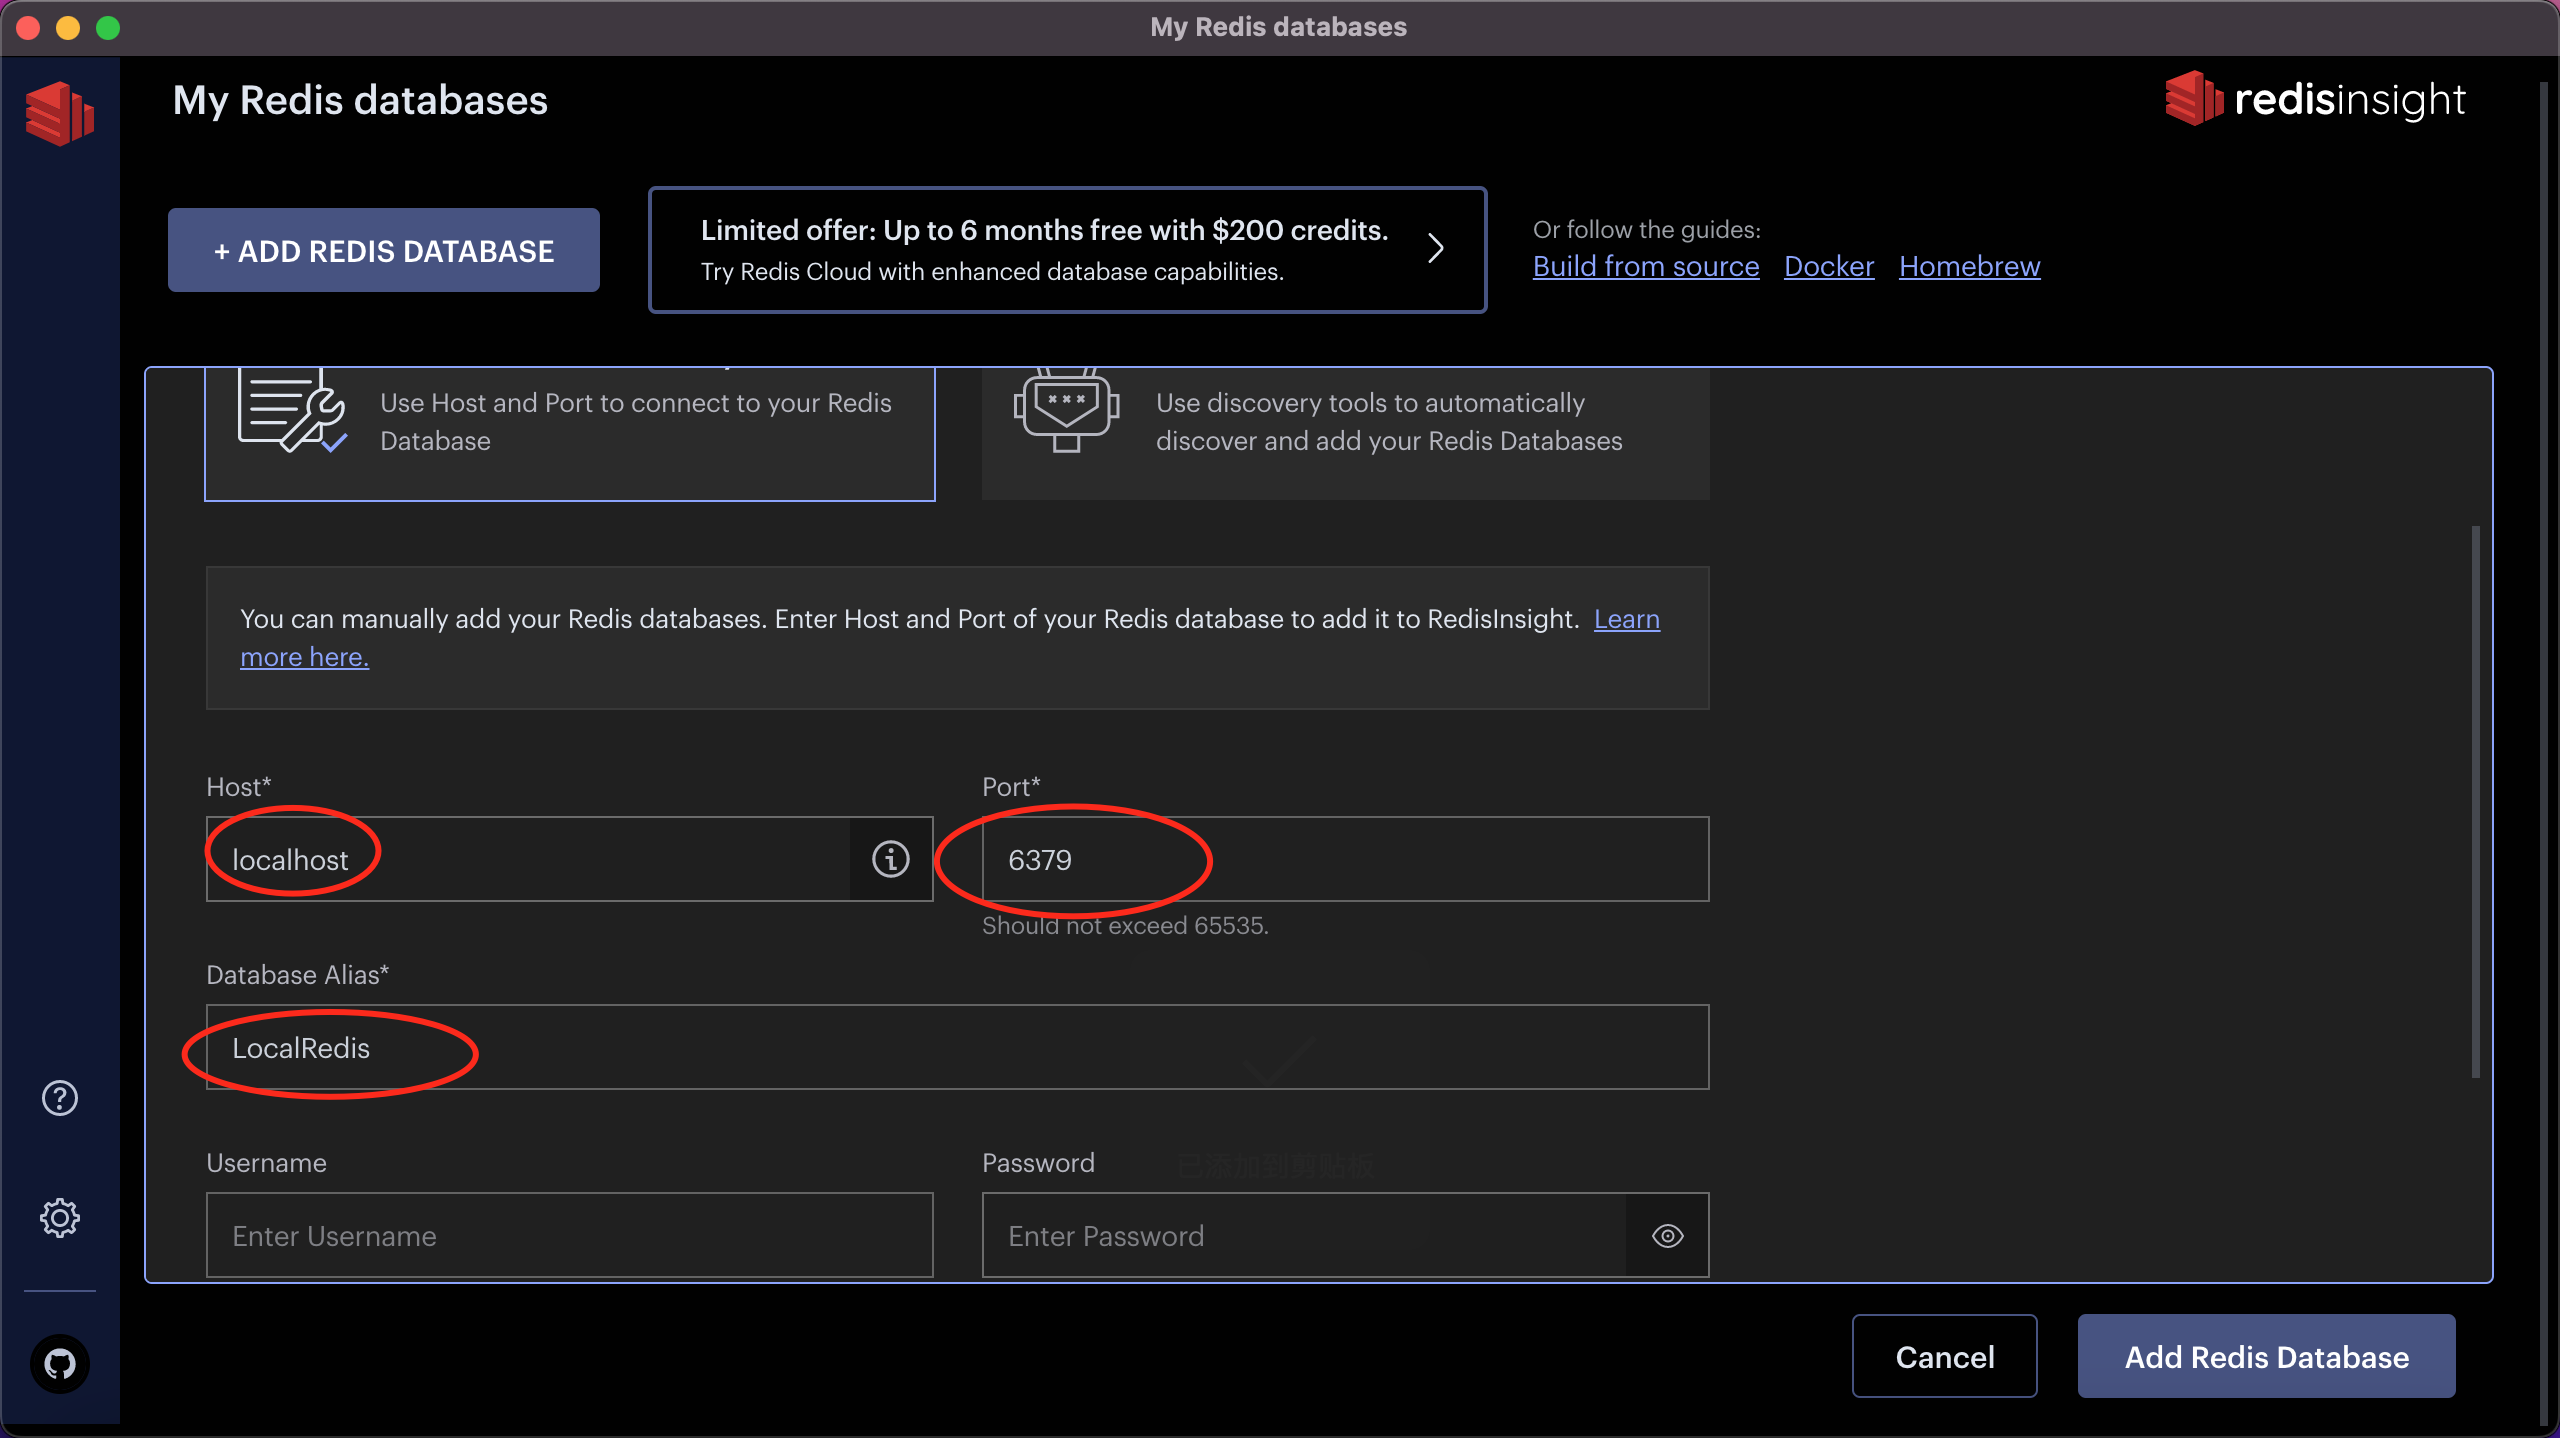 My Redis databases
My Redis databases
redisinsight
+ ADD REDIS DATABASE
Limited offer: Up to 6 months free with $200 credits.
Try Redis Cloud with enhanced database capabilities.
Or follow the guides:
Build from source Docker Homebrew
Use Host and Port to connect to your Redis
Database
Use discovery tools to automatically
discover and add your Redis Databases
You can manually add your Redis databases. Enter Host and Port of your Redis database to add it to RedisInsight. Learn
more here.
Host*
Port*
localhost
6379
Should not exceed 65535.
Database Alias*
LocalRedis
Username
Password
已添加到剪贴板
Enter Username
Enter Password
Cancel
Add Redis Database